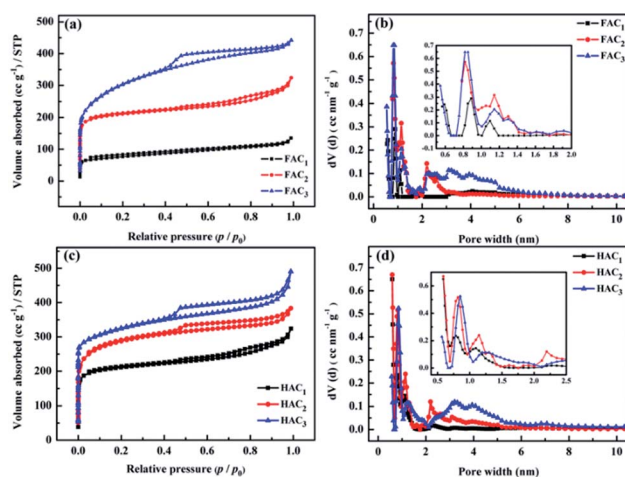 (a)
500
400
300
200
100
0
Volume absorbed (cc g⁻¹) / STP
FAC₁
FAC₂
FAC₃
0.0 0.2 0.4 0.6 0.8 1.0
Relative pressure (p / p₀)
(b)
0.7
0.6
0.5
0.4
0.3
0.2
0.1
0.0
dV (d) ( cc nm⁻¹ g⁻¹)
FAC₁
FAC₂
FAC₃
0.7
0.6
0.5
0.4
0.3
0.2
0.1
0.0
0.6 0.8 1.0 1.2 1.4 1.6 1.8 2.0
0 2 4 6 8 10
Pore width (nm)
(c)
500
400
300
200
100
0
Volume absorbed (cc g⁻¹) / STP
HAC₁
HAC₂
HAC₃
0.0 0.2 0.4 0.6 0.8 1.0
Relative pressure (p / p₀)
(d)
0.7
0.6
0.5
0.4
0.3
0.2
0.1
0.0
dV (d) ( cc nm⁻¹ g⁻¹)
HAC₁
HAC₂
HAC₃
0.6
0.4
0.2
0.0
0.5 1.0 1.5 2.0 2.5
0 2 4 6 8 10
Pore width (nm)